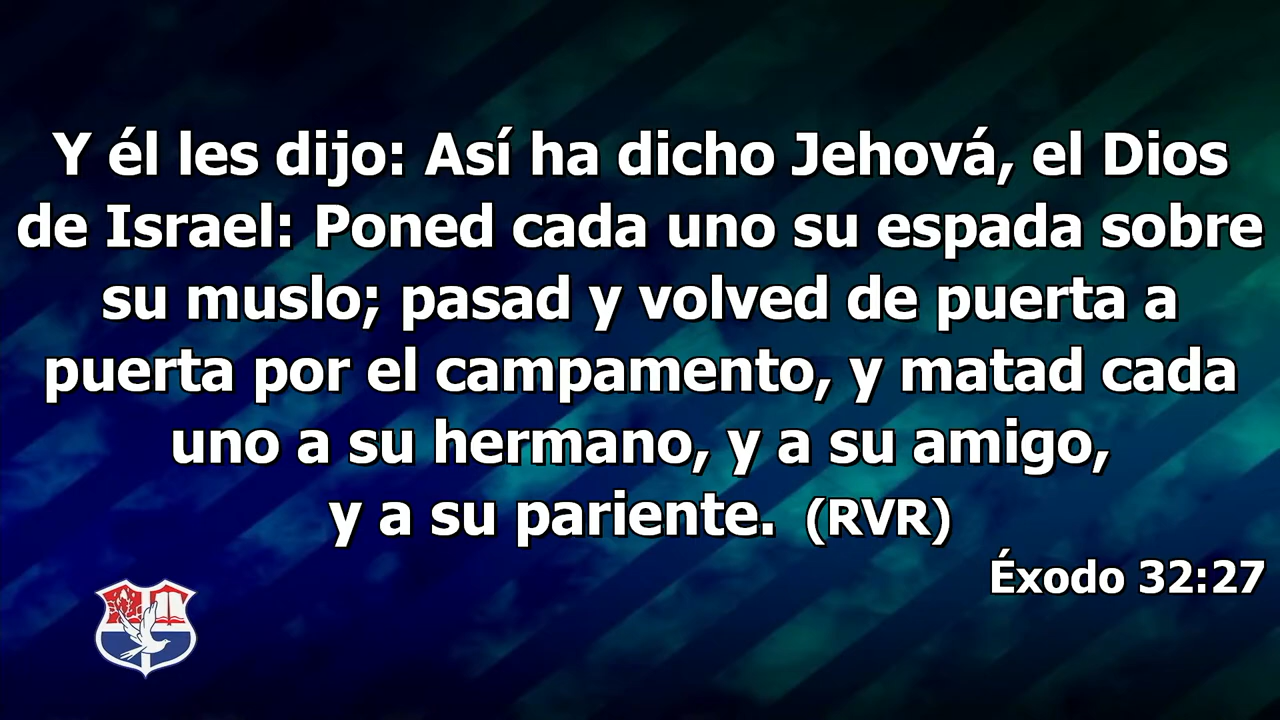 Y él les dijo: Así ha dicho Jehová, el Dios
de Israel: Poned cada uno su espada sobre
su muslo; pasad y volved de puerta a
puerta por el campamento, y matad cada
uno a su hermano, y a su amigo,
y a su pariente. (RVR)
Éxodo 32:27